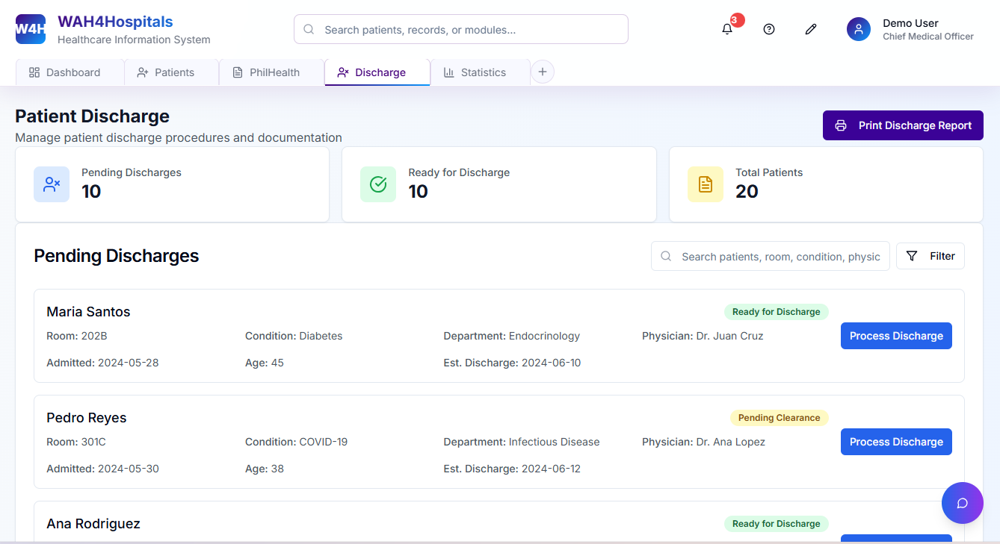 W4H
WAH4Hospitals
Healthcare Information System
Search patients, records, or modules...
3
Demo User
Chief Medical Officer
Dashboard
Patients
PhilHealth
Discharge
Statistics
Patient Discharge
Manage patient discharge procedures and documentation
Print Discharge Report
Pending Discharges
10
Ready for Discharge
10
Total Patients
20
Pending Discharges
Search patients, room, condition, physic
Filter
Maria Santos
Ready for Discharge
Room: 202B
Condition: Diabetes
Department: Endocrinology
Physician: Dr. Juan Cruz
Process Discharge
Admitted: 2024-05-28
Age: 45
Est. Discharge: 2024-06-10
Pedro Reyes
Pending Clearance
Room: 301C
Condition: COVID-19
Department: Infectious Disease
Physician: Dr. Ana Lopez
Process Discharge
Admitted: 2024-05-30
Age: 38
Est. Discharge: 2024-06-12
Ana Rodriguez
Ready for Discharge